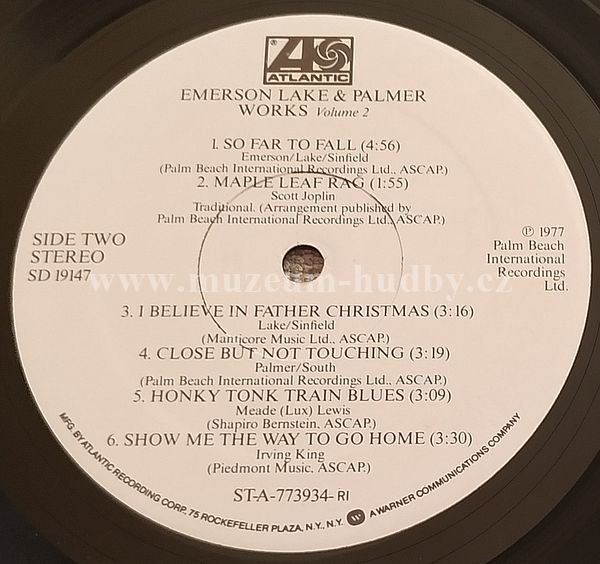 ATLANTIC
EMERSON LAKE & PALMER
WORKS Volume 2
1. SO FAR TO FALL (4:56)
Emerson/Lake/Sinfield
(Palm Beach International Recordings Ltd., ASCAP.)
2. MAPLE LEAF RAG (1:55)
Scott Joplin
Traditional. (Arrangement published by
Palm Beach International Recordings Ltd., ASCAP.)
SIDE TWO
STEREO
SD 19147
℗ 1977
Palm Beach
International
Recordings
Ltd.
www.muzeum-hudby.cz
3. I BELIEVE IN FATHER CHRISTMAS (3:16)
Lake/Sinfield
(Manticore Music Ltd., ASCAP.)
4. CLOSE BUT NOT TOUCHING (3:19)
Palmer/South
(Palm Beach International Recordings Ltd., ASCAP.)
5. HONKY TONK TRAIN BLUES (3:09)
Meade (Lux) Lewis
(Shapiro Bernstein, ASCAP.)
6. SHOW ME THE WAY TO GO HOME (3:30)
Irving King
(Piedmont Music, ASCAP.)
ST-A-773934-RI
MFG. BY ATLANTIC RECORDING CORP. 75 ROCKEFELLER PLAZA, N.Y., N.Y. A WARNER COMMUNICATIONS COMPANY